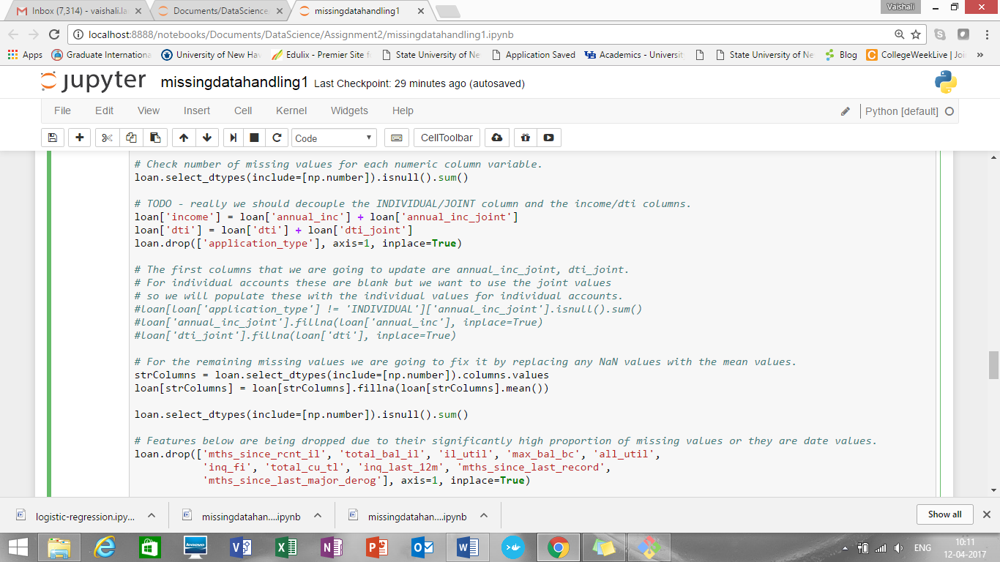 Inbox (7,314) - vaishali.la
Documents/DataScience/
missingdatahandling1
Vaishali
localhost:8888/notebooks/Documents/DataScience/Assignment2/missingdatahandling1.ipynb
Apps
Graduate Internationa
University of New Ha
Edulix - Premier Site f
State University of Ne
Application Saved
Academics - Universit
State University of Ne
Blog
CollegeWeekLive | Joi
»
jupyter missingdatahandling1 Last Checkpoint: 29 minutes ago (autosaved)
File Edit View Insert Cell Kernel Widgets Help Python [default]
Code CellToolbar
# Check number of missing values for each numeric column variable.
loan.select_dtypes(include=[np.number]).isnull().sum()
# TODO - really we should decouple the INDIVIDUAL/JOINT column and the income/dti columns.
loan['income'] = loan['annual_inc'] + loan['annual_inc_joint']
loan['dti'] = loan['dti'] + loan['dti_joint']
loan.drop(['application_type'], axis=1, inplace=True)
# The first columns that we are going to update are annual_inc_joint, dti_joint.
# For individual accounts these are blank but we want to use the joint values
# so we will populate these with the individual values for individual accounts.
#loan[loan['application_type'] != 'INDIVIDUAL']['annual_inc_joint'].isnull().sum()
#loan['annual_inc_joint'].fillna(loan['annual_inc'], inplace=True)
#loan['dti_joint'].fillna(loan['dti'], inplace=True)
# For the remaining missing values we are going to fix it by replacing any NaN values with the mean values.
strColumns = loan.select_dtypes(include=[np.number]).columns.values
loan[strColumns] = loan[strColumns].fillna(loan[strColumns].mean())
loan.select_dtypes(include=[np.number]).isnull().sum()
# Features below are being dropped due to their significantly high proportion of missing values or they are date values.
loan.drop(['mths_since_rcnt_il', 'total_bal_il', 'il_util', 'max_bal_bc', 'all_util',
'inq_fi', 'total_cu_tl', 'inq_last_12m', 'mths_since_last_record',
'mths_since_last_major_derog'], axis=1, inplace=True)
logistic-regression.ipy...
missingdatahan....ipynb
missingdatahan....ipynb
Show all
lenovo
ENG
10:11
12-04-2017